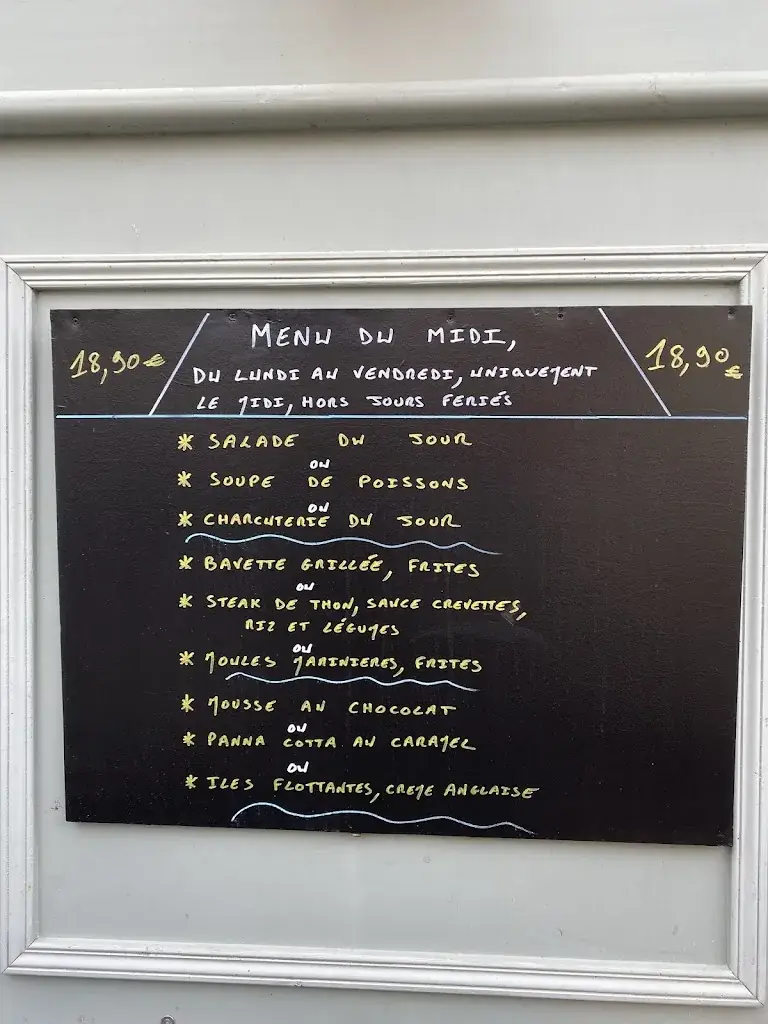 18,90€
MENU DU MIDI,
18,90€
DU LUNDI AU VENDREDI, UNIQUEMENT
LE MIDI, HORS JOURS FERIÉS
* SALADE DU JOUR
OU
* SOUPE DE POISSONS
OU
* CHARCUTERIE DU JOUR
* BAVETTE GRILLÉE, FRITES
OU
* STEAK DE THON, SAUCE CREVETTES,
RIZ ET LÉGUMES
OU
* MOULES MARINIERES, FRITES
* MOUSSE AU CHOCOLAT
OU
* PANNA COTTA AU CARAMEL
OU
* ILES FLOTTANTES, CREME ANGLAISE